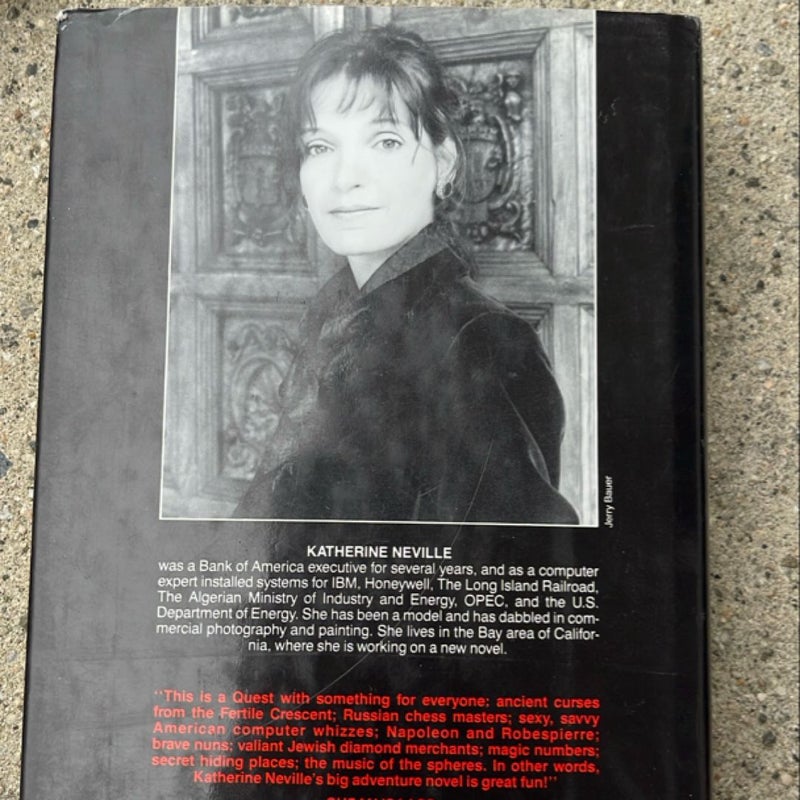 Jerry Bauer
KATHERINE NEVILLE
was a Bank of America executive for several years, and as a computer
expert installed systems for IBM, Honeywell, The Long Island Railroad,
The Algerian Ministry of Industry and Energy, OPEC, and the U.S.
Department of Energy. She has been a model and has dabbled in com-
mercial photography and painting. She lives in the Bay area of Califor-
nia, where she is working on a new novel.
''This is a Quest with something for everyone: ancient curses
from the Fertile Crescent; Russian chess masters; sexy, savvy
American computer whizzes; Napoleon and Robespierre;
brave nuns; valiant Jewish diamond merchants; magic numbers;
secret hiding places; the music of the spheres. In other words,
Katherine Neville's big adventure novel is great fun!''